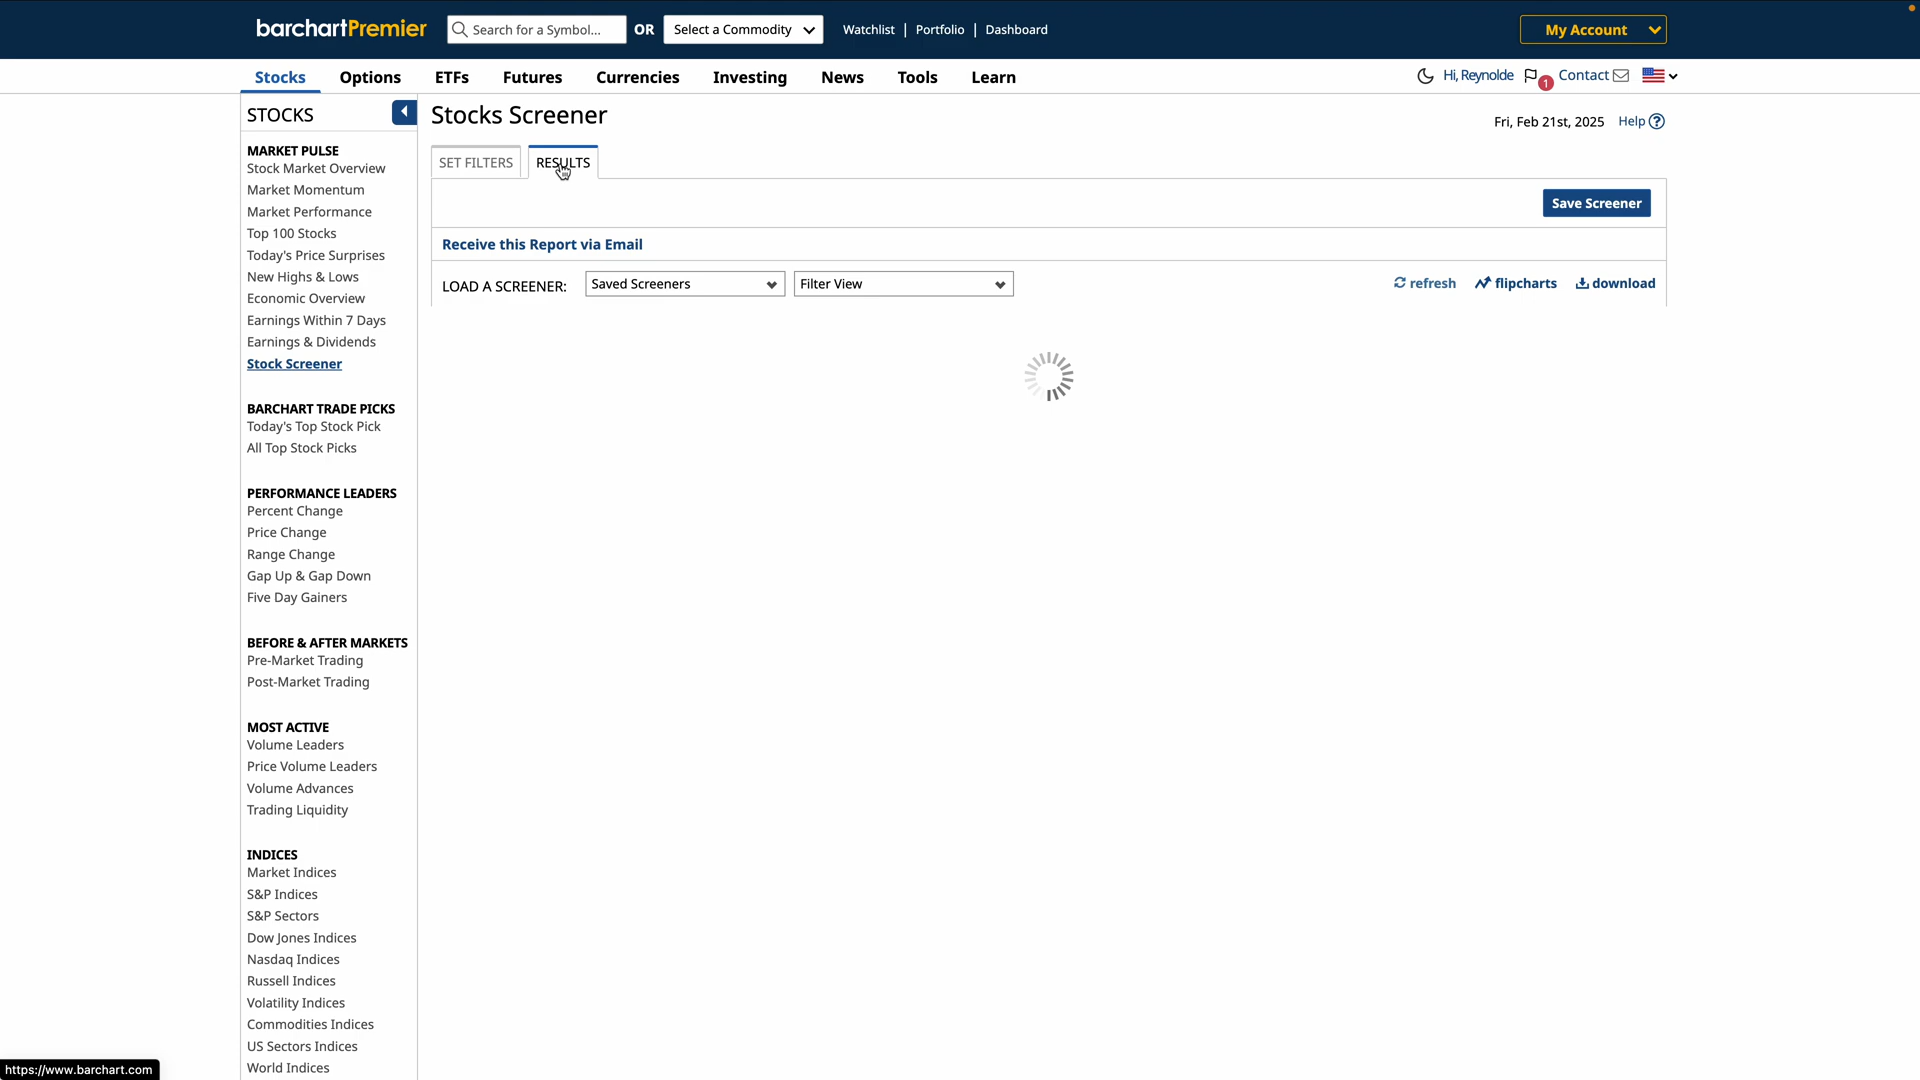 barchartPremier
Search for a Symbol...
OR
Select a Commodity
Watchlist | Portfolio | Dashboard
My Account
Stocks
Options
ETFs
Futures
Currencies
Investing
News
Tools
Learn
Hi, Reynolde
1
Contact
STOCKS
MARKET PULSE
Stock Market Overview
Market Momentum
Market Performance
Top 100 Stocks
Today's Price Surprises
New Highs & Lows
Economic Overview
Earnings Within 7 Days
Earnings & Dividends
Stock Screener
BARCHART TRADE PICKS
Today's Top Stock Pick
All Top Stock Picks
PERFORMANCE LEADERS
Percent Change
Price Change
Range Change
Gap Up & Gap Down
Five Day Gainers
BEFORE & AFTER MARKETS
Pre-Market Trading
Post-Market Trading
MOST ACTIVE
Volume Leaders
Price Volume Leaders
Volume Advances
Trading Liquidity
INDICES
Market Indices
S&P Indices
S&P Sectors
Dow Jones Indices
Nasdaq Indices
Russell Indices
Volatility Indices
Commodities Indices
US Sectors Indices
World Indices
Stocks Screener
Fri, Feb 21st, 2025
Help ?
SET FILTERS
RESULTS
Save Screener
Receive this Report via Email
LOAD A SCREENER:
Saved Screeners
Filter View
refresh
flipcharts
download
https://www.barchart.com